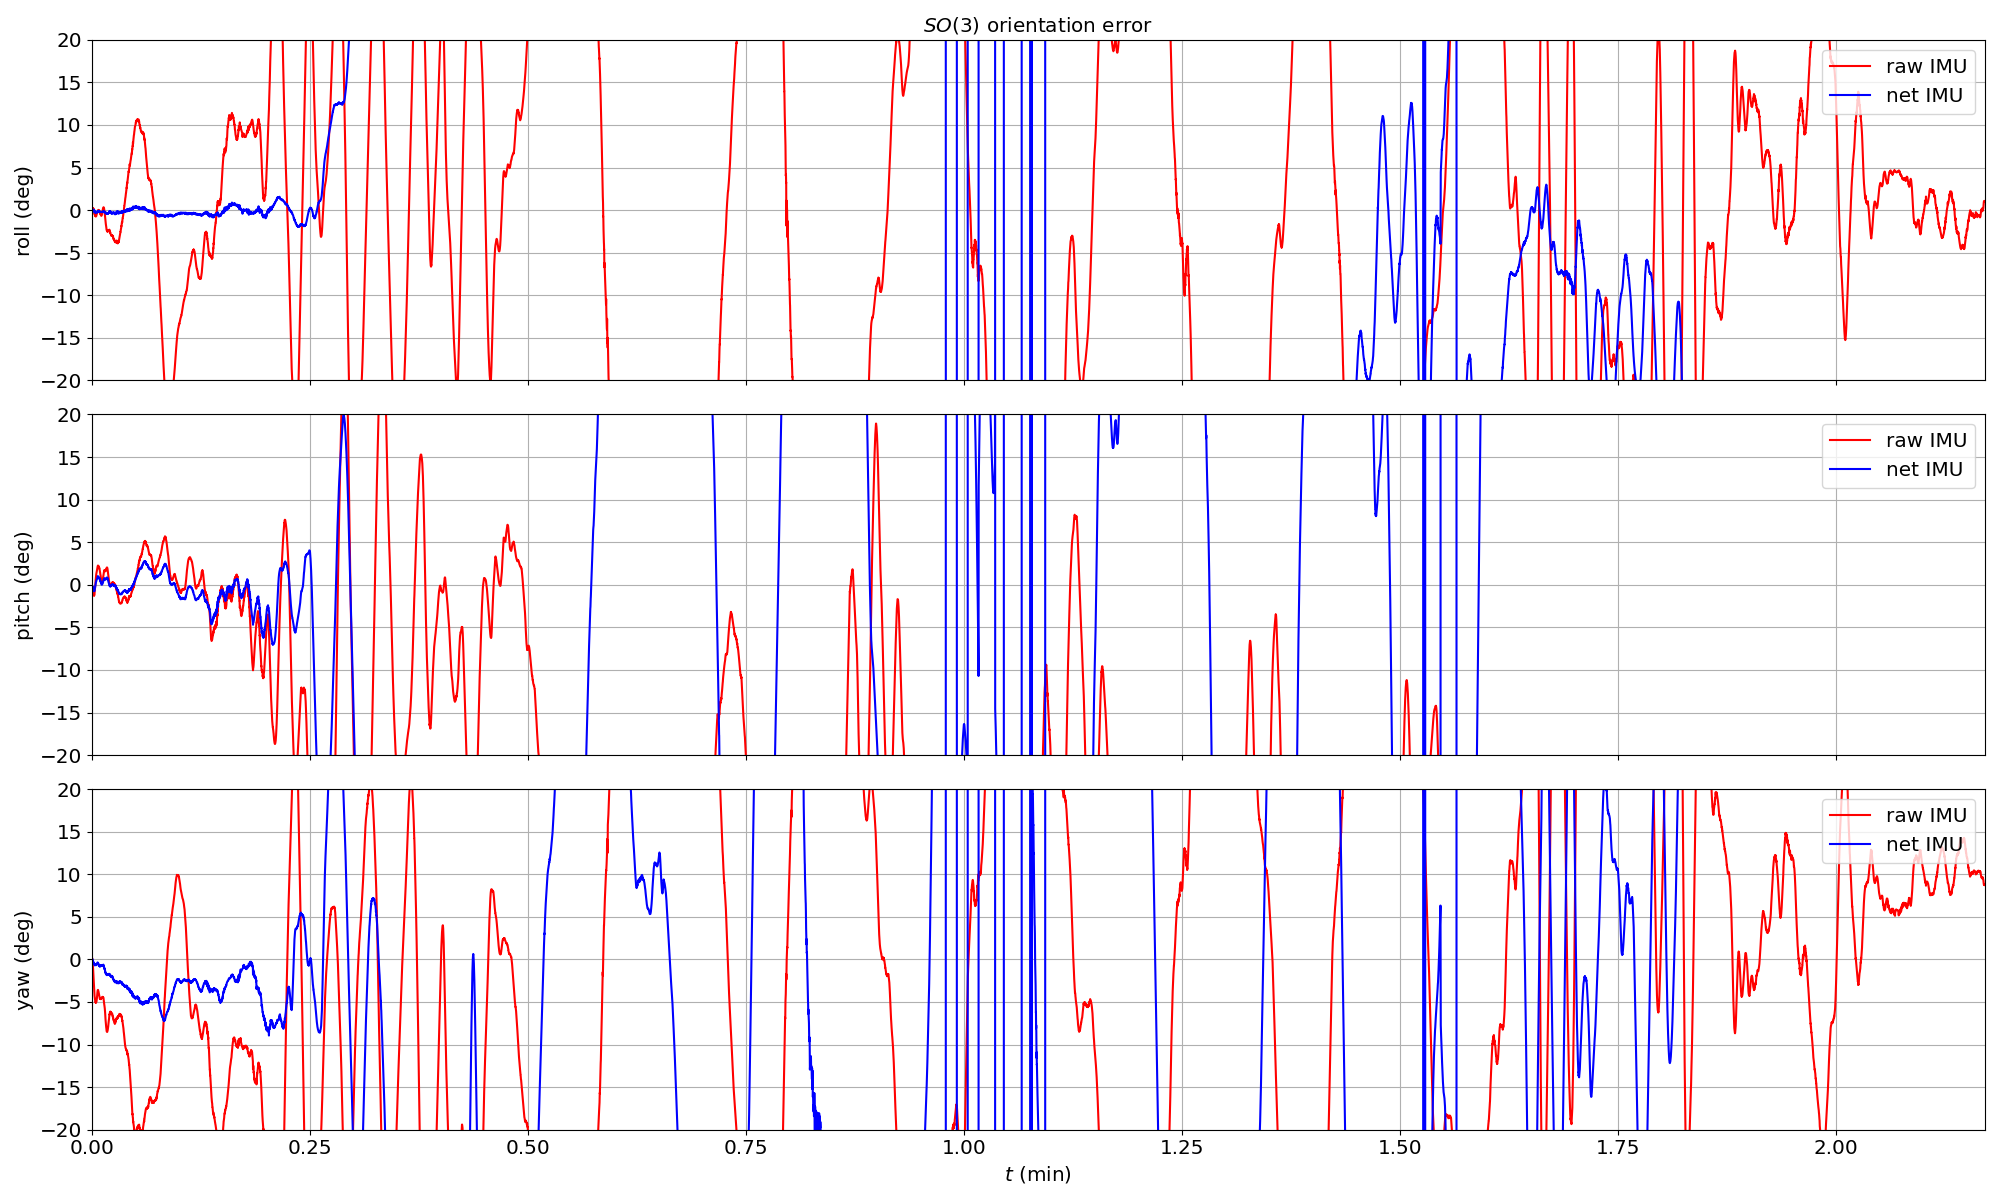 SO(3) orientation error
20
15
10
5
0
−5
−10
−15
−20
roll (deg)
raw IMU
net IMU
20
15
10
5
0
−5
−10
−15
−20
pitch (deg)
raw IMU
net IMU
20
15
10
5
0
−5
−10
−15
−20
yaw (deg)
raw IMU
net IMU
0.00 0.25 0.50 0.75 1.00 1.25 1.50 1.75 2.00
t (min)